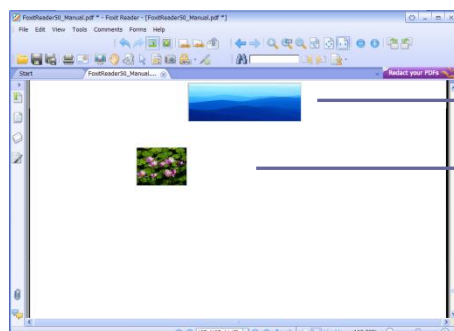 FoxitReader50_Manual.pdf * - Foxit Reader - [FoxitReader50_Manual.pdf *]
File Edit View Tools Comments Forms Help
Start
FoxitReader50_Manual....
Redact your PDFs